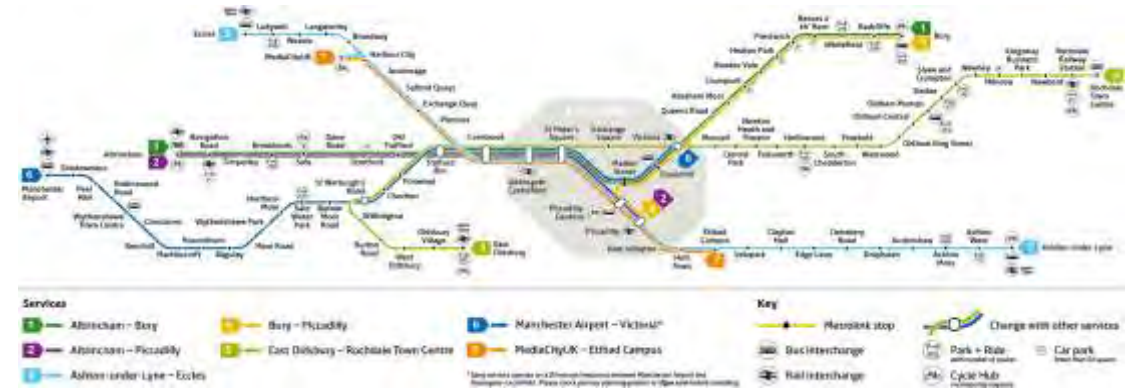 Eccles
Ladywell
Weaste
Langworthy
Broadway
Harbour City
MediaCityUK
Anchorage
Salford Quays
Exchange Quay
Pomona
Altrincham
Navigation
Road
Timperley
Brooklands
Sale
Dane
Road
Stretford
Old
Trafford
Trafford
Bar
Cornbrook
Deansgate
Castlefield
St Peter's
Square
Exchange
Square
Victoria
Market
Street
Shudehill
Piccadilly
Gardens
Piccadilly
New Islington
Holt
Town
Etihad
Campus
Velopark
Clayton
Hall
Edge Lane
Cemetery
Road
Droylsden
Audenshaw
Ashton
Moss
Ashton
West
Ashton-under-Lyne
Manchester
Airport
Shadowmoss
Peel
Hall
Robinswood
Road
Wythenshawe
Town Centre
Crossacres
Benchill
Martinscroft
Roundthorn
Baguley
Moor Road
Wythenshawe Park
Northern
Moor
Sale
Water
Park
Barlow
Moor
Road
St Werburgh's
Road
Chorlton
Firswood
Withington
Burton
Road
West
Didsbury
Didsbury
Village
East
Didsbury
Queens Road
Abraham Moss
Crumpsall
Bowker Vale
Heaton Park
Prestwich
Besses o'
th' Barn
Whitefield
Radcliffe
Bury
Monsall
Central
Park
Newton
Heath and
Moston
Failsworth
Hollinwood
South
Chadderton
Freehold
Westwood
Oldham King Street
Oldham Central
Oldham Mumps
Derker
Shaw and
Crompton
Newhey
Milnrow
Kingsway
Business
Park
Newbold
Rochdale
Railway
Station
Rochdale
Town
Centre
Services
1 Altrincham – Bury
2 Altrincham – Piccadilly
Ashton-under-Lyne – Eccles
Bury – Piccadilly
East Didsbury – Rochdale Town Centre
6 Manchester Airport – Victoria*
MediaCityUK – Etihad Campus
Key
Metrolink stop
Bus interchange
Rail interchange
Change with other services
Park + Ride
Car park
Cycle Hub